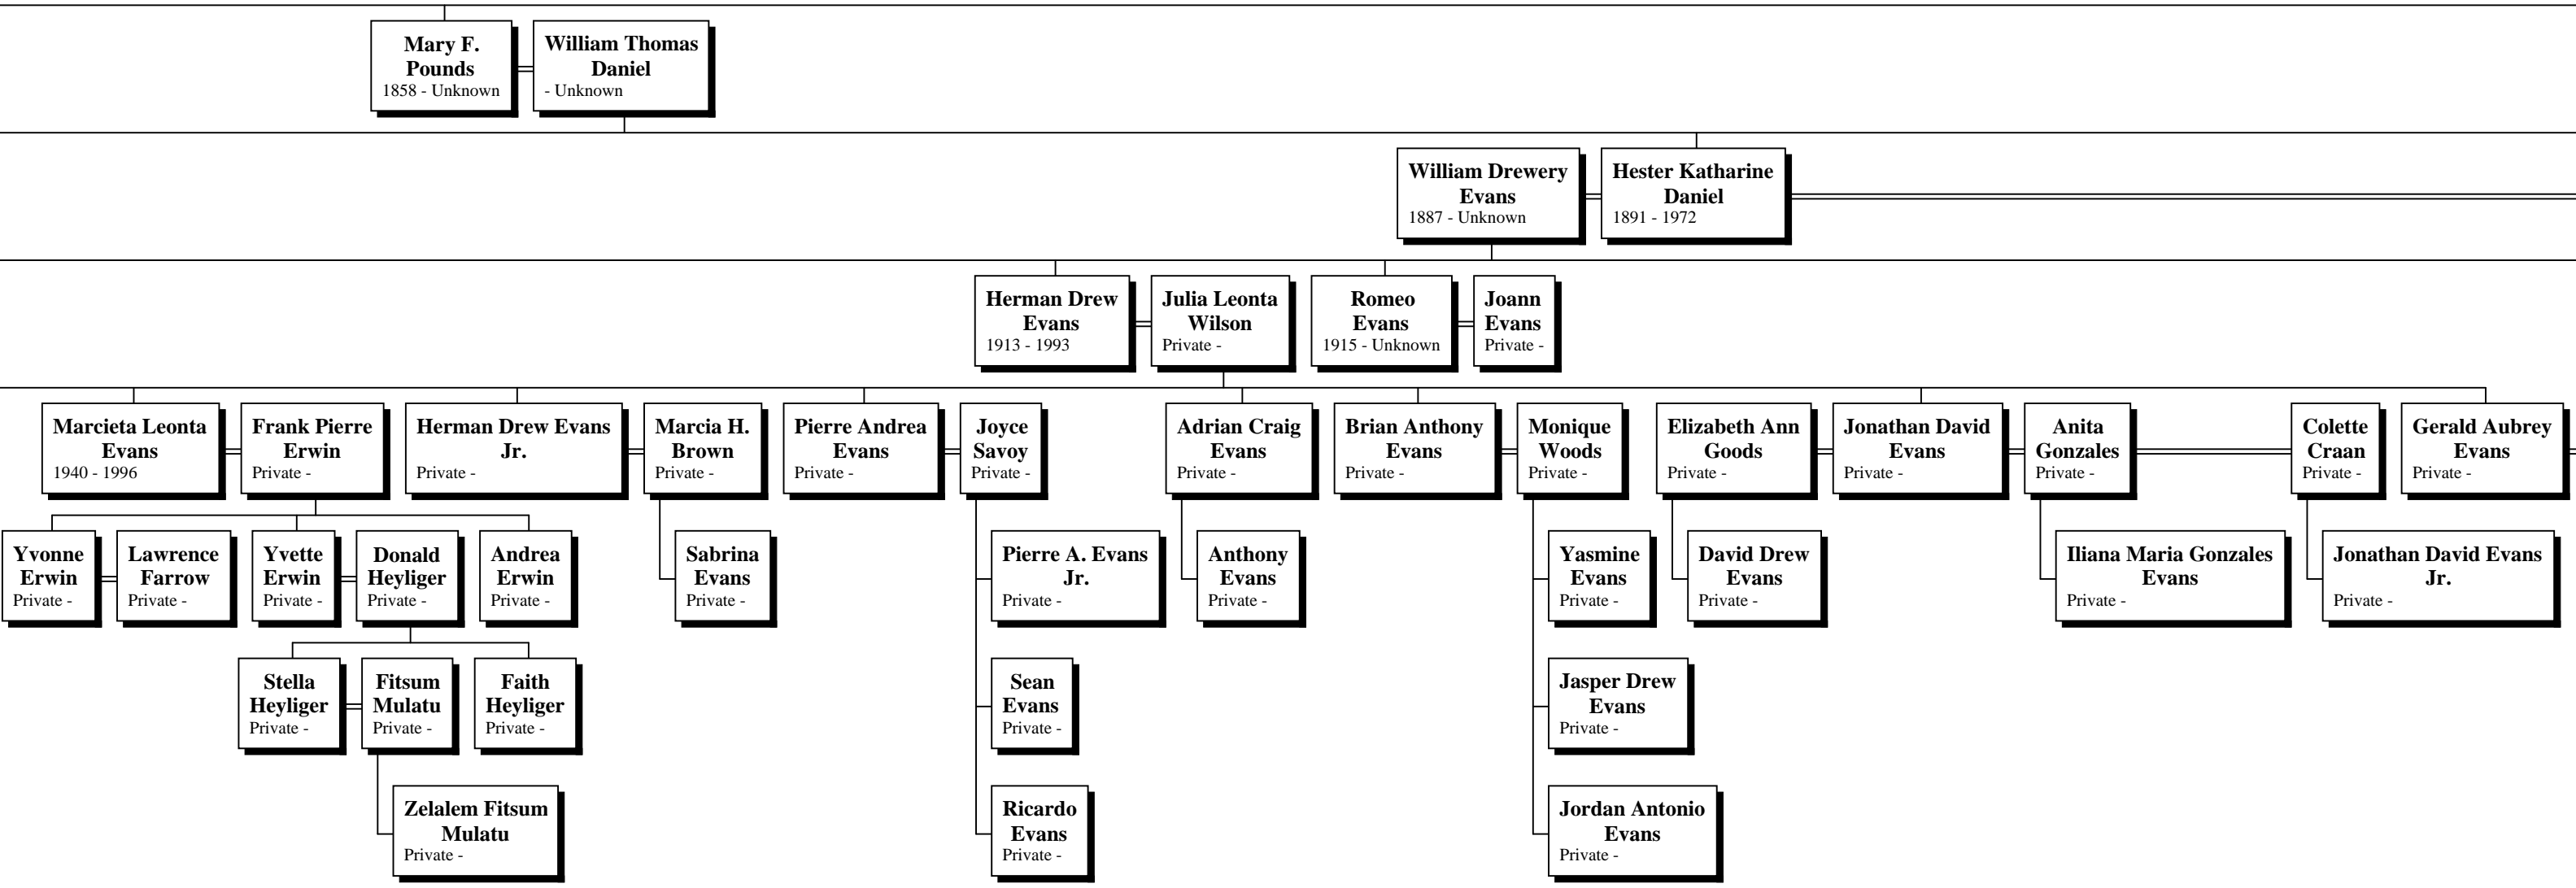 Mary F.
Pounds
1858 - Unknown
William Thomas
Daniel
- Unknown
William Drewery
Evans
1887 - Unknown
Hester Katharine
Daniel
1891 - 1972
Herman Drew
Evans
1913 - 1993
Julia Leonta
Wilson
Private -
Romeo
Evans
1915 - Unknown
Joann
Evans
Private -
Marcieta Leonta
Evans
1940 - 1996
Frank Pierre
Erwin
Private -
Herman Drew Evans
Jr.
Private -
Marcia H.
Brown
Private -
Pierre Andrea
Evans
Private -
Joyce
Savoy
Private -
Adrian Craig
Evans
Private -
Brian Anthony
Evans
Private -
Monique
Woods
Private -
Elizabeth Ann
Goods
Private -
Jonathan David
Evans
Private -
Anita
Gonzales
Private -
Colette
Craan
Private -
Gerald Aubrey
Evans
Private -
Yvonne
Erwin
Private -
Lawrence
Farrow
Private -
Yvette
Erwin
Private -
Donald
Heyliger
Private -
Andrea
Erwin
Private -
Sabrina
Evans
Private -
Pierre A. Evans
Jr.
Private -
Anthony
Evans
Private -
Yasmine
Evans
Private -
David Drew
Evans
Private -
Iliana Maria Gonzales
Evans
Private -
Jonathan David Evans
Jr.
Private -
Stella
Heyliger
Private -
Fitsum
Mulatu
Private -
Faith
Heyliger
Private -
Sean
Evans
Private -
Jasper Drew
Evans
Private -
Zelalem Fitsum
Mulatu
Private -
Ricardo
Evans
Private -
Jordan Antonio
Evans
Private -